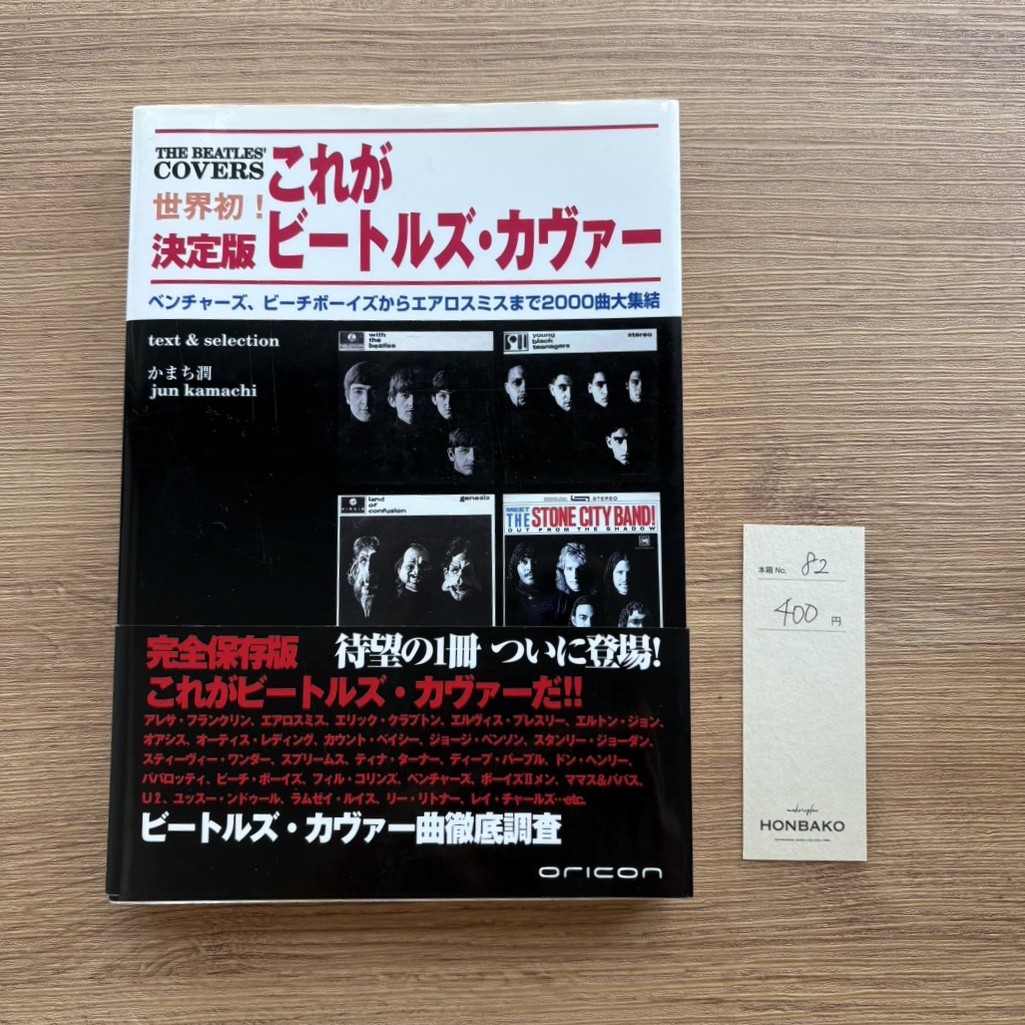 THE BEATLES'
COVERS
世界初！
決定版
これが
ビートルズ・カヴァー
ベンチャーズ、ビーチボーイズからエアロスミスまで2000曲大集結
text & selection
かまち潤
jun kamachi
with
the
beatles
young
black
teenagers
stereo
land
of
confusion
genesis
VIRGIN
STEREO
MEET
THE STONE CITY BAND!
OUT FROM THE SHADOW
完全保存版 待望の1冊 ついに登場!
これがビートルズ・カヴァーだ!!
アレサ・フランクリン、エアロスミス、エリック・クラプトン、エルヴィス・プレスリー、エルトン・ジョン、
オアシス、オーティス・レディング、カウント・ベイシー、ジョージ・ベンソン、スタンリー・ジョーダン、
スティーヴィー・ワンダー、スプリームス、ティナ・ターナー、ディープ・パープル、ドン・ヘンリー、
パバロッティ、ビーチ・ボーイズ、フィル・コリンズ、ベンチャーズ、ボーイズⅡメン、ママス&パパス、
U2、ユッスー・ンドゥール、ラムゼイ・ルイス、リー・リトナー、レイ・チャールズ…etc.
ビートルズ・カヴァー曲徹底調査
oricon
本箱 No. 82
400 円
HONBAKO